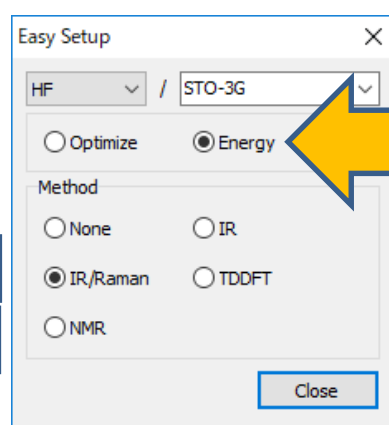 Easy Setup
HF / STO-3G
Optimize Energy
Method
None IR
IR/Raman TDDFT
NMR
Close